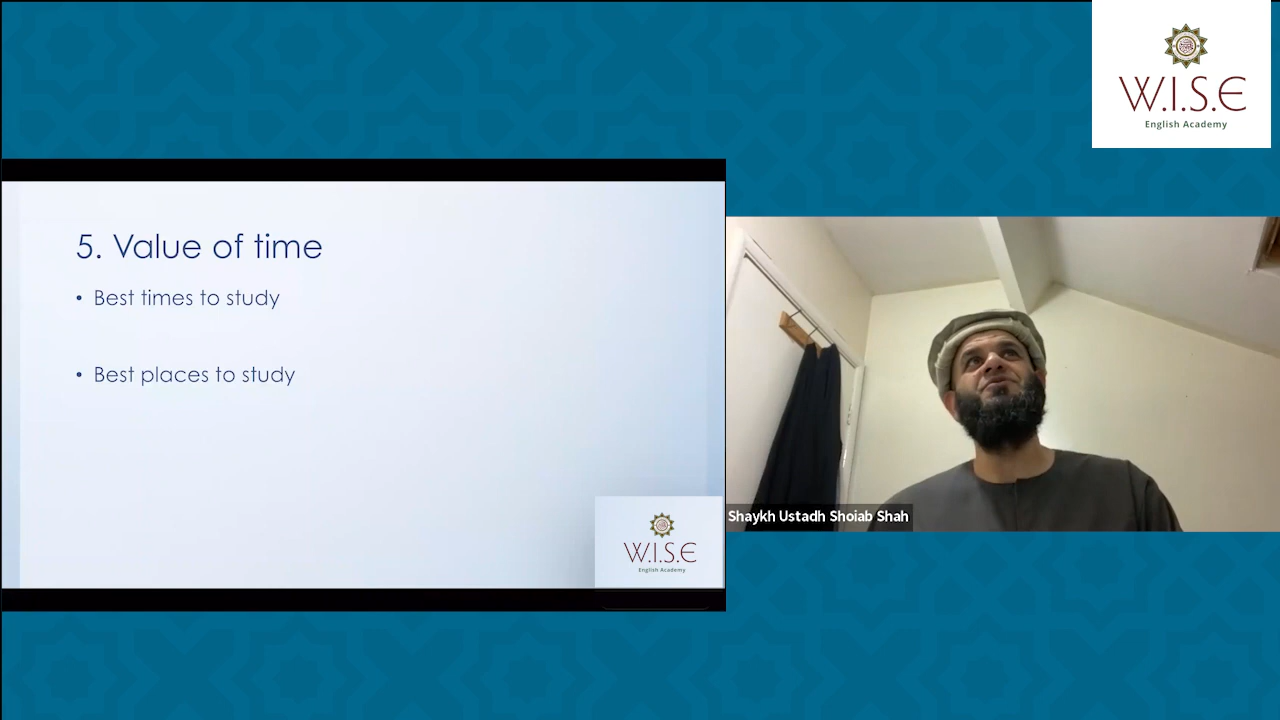 W.I.S.E
English Academy
5. Value of time
• Best times to study
• Best places to study
W.I.S.E
English Academy
Shaykh Ustadh Shoiab Shah